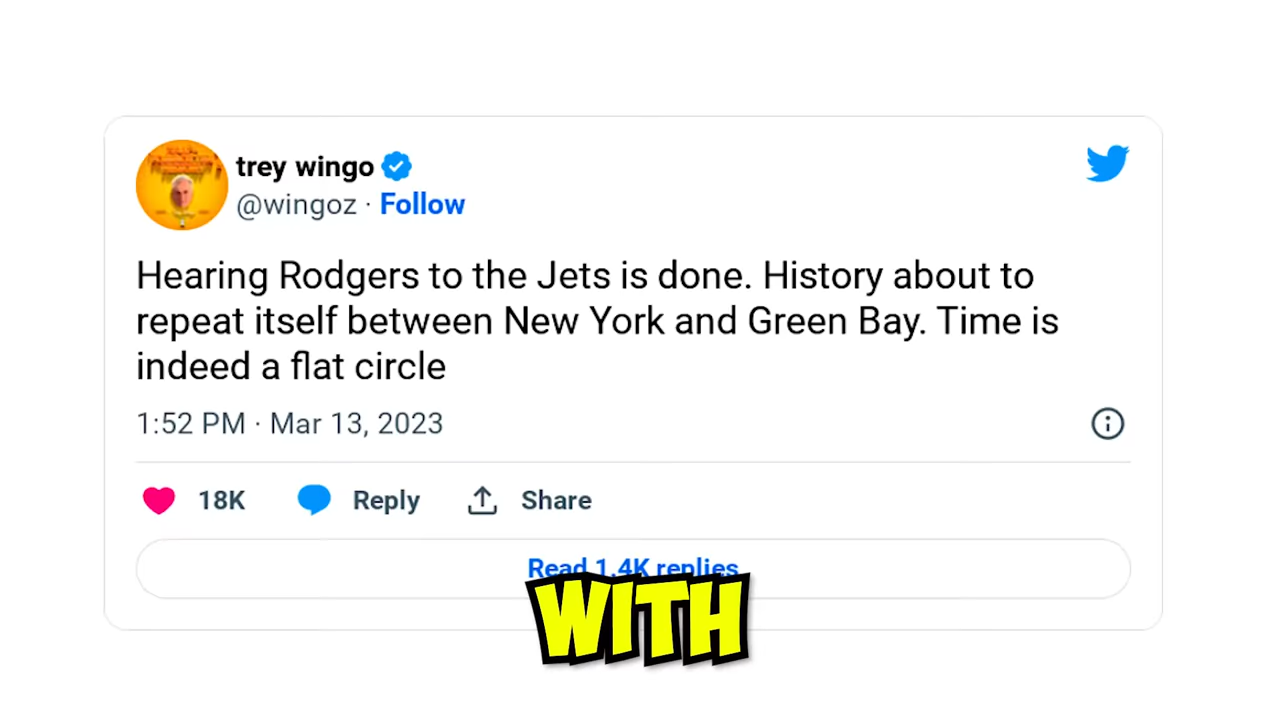 trey wingo
@wingoz · Follow
Hearing Rodgers to the Jets is done. History about to
repeat itself between New York and Green Bay. Time is
indeed a flat circle
1:52 PM · Mar 13, 2023
18K Reply Share
Read 1.4K replies
WITH